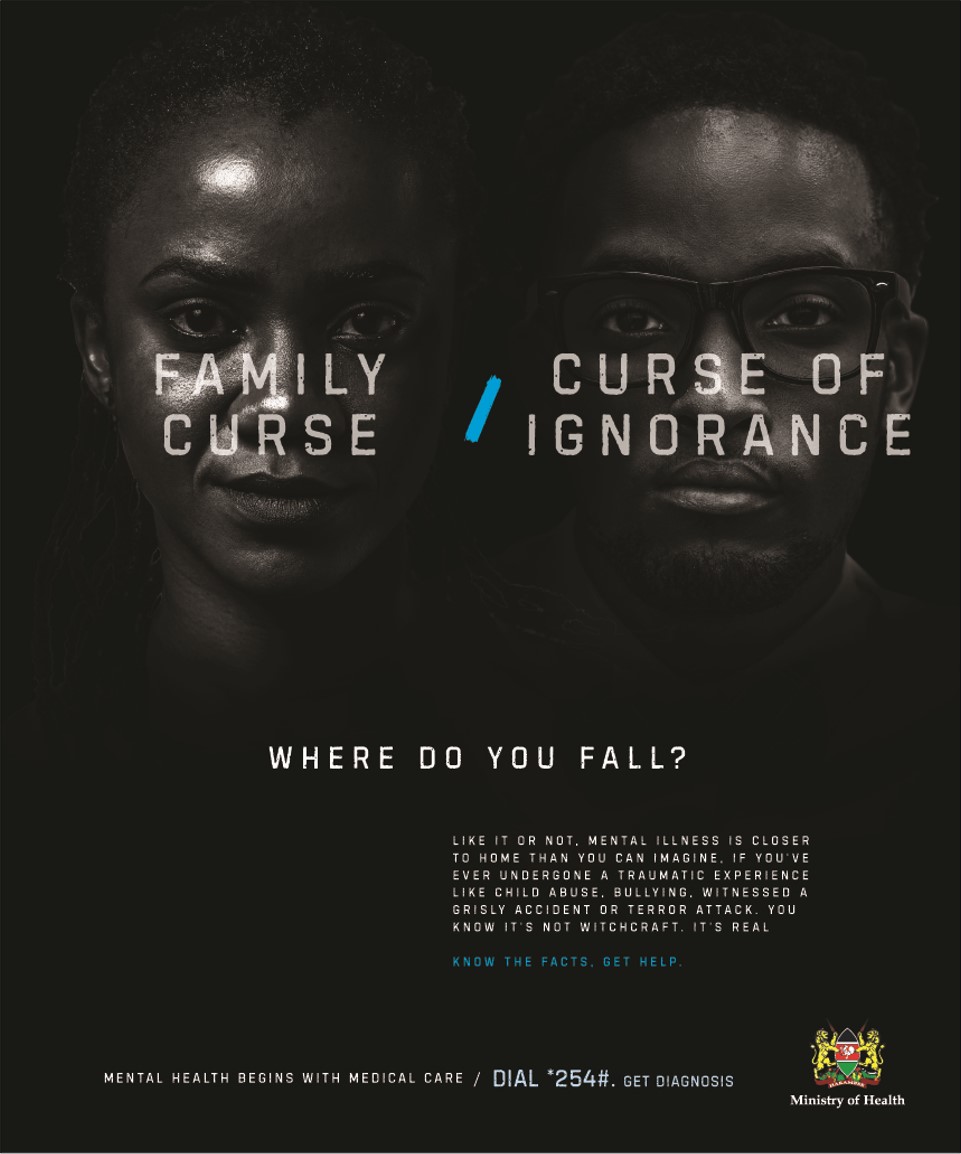 FAMILY
CURSE
/
CURSE OF
IGNORANCE
WHERE DO YOU FALL?
LIKE IT OR NOT, MENTAL ILLNESS IS CLOSER
TO HOME THAN YOU CAN IMAGINE, IF YOU'VE
EVER UNDERGONE A TRAUMATIC EXPERIENCE
LIKE CHILD ABUSE, BULLYING, WITNESSED A
GRISLY ACCIDENT OR TERROR ATTACK. YOU
KNOW IT'S NOT WITCHCRAFT. IT'S REAL
KNOW THE FACTS, GET HELP.
MENTAL HEALTH BEGINS WITH MEDICAL CARE / DIAL *254#. GET DIAGNOSIS
HARAMBEE
Ministry of Health